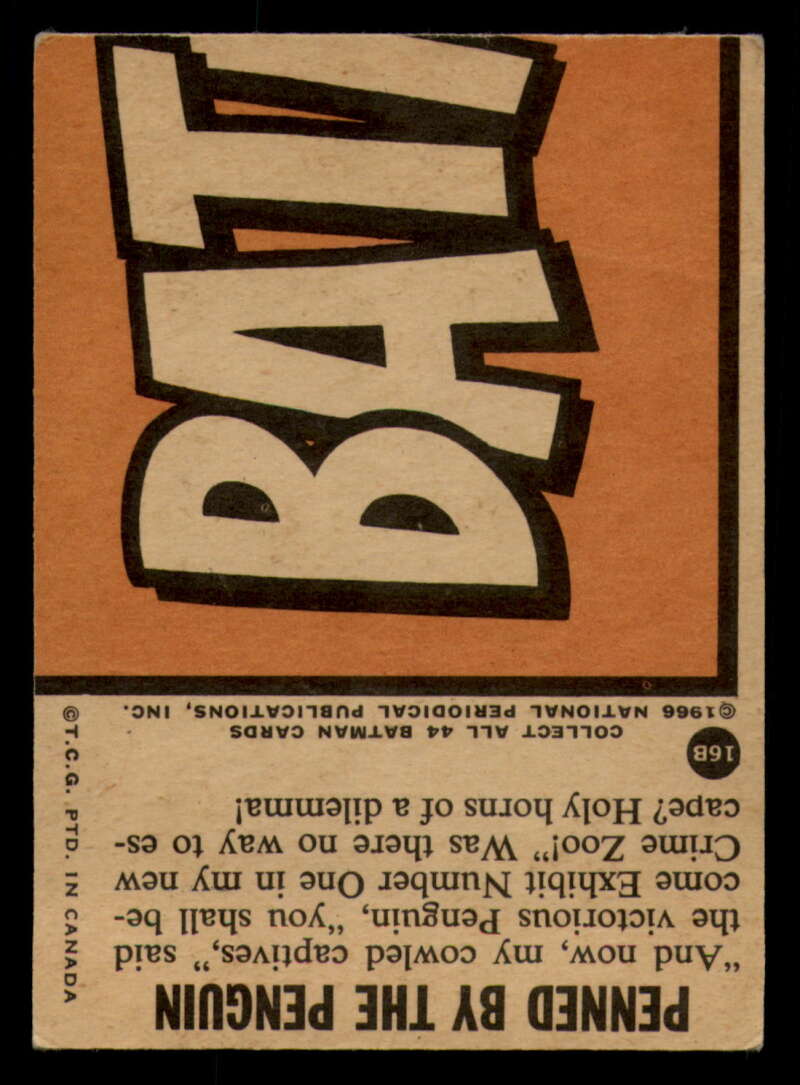 PENNED BY THE PENGUIN
“And now, my cowled captives,” said
the victorious Penguin, “you shall be-
come Exhibit Number One in my new
Crime Zoo!” Was there no way to es-
cape? Holy horns of a dilemma!
16B
COLLECT ALL 44 BATMAN CARDS
©1966 NATIONAL PERIODICAL PUBLICATIONS, INC.
©T.C.G. PTD. IN CANADA
BAT